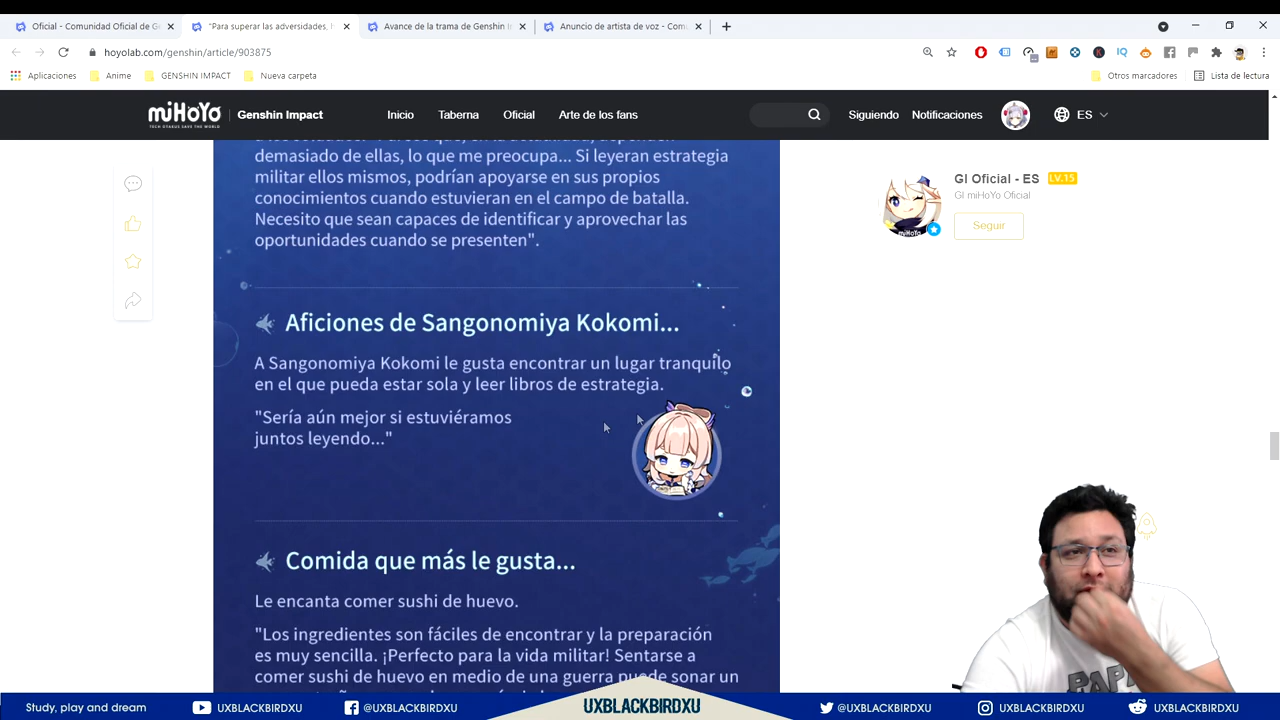 Oficial - Comunidad Oficial de Ge
"Para superar las adversidades,
Avance de la trama de Genshin I
Anuncio de artista de voz - Com
hoyolab.com/genshin/article/903875
Aplicaciones
Anime
GENSHIN IMPACT
Nueva carpeta
Otros marcadores
Lista de lectura
miHoYo
TECH OTAKUS SAVE THE WORLD
Genshin Impact
Inicio
Taberna
Oficial
Arte de los fans
Siguiendo
Notificaciones
ES
demasiado de ellas, lo que me preocupa... Si leyeran estrategia
militar ellos mismos, podrían apoyarse en sus propios
conocimientos cuando estuvieran en el campo de batalla.
Necesito que sean capaces de identificar y aprovechar las
oportunidades cuando se presenten".
GI Oficial - ES LV.15
GI miHoYo Oficial
Seguir
miHoYo
Aficiones de Sangonomiya Kokomi...
A Sangonomiya Kokomi le gusta encontrar un lugar tranquilo
en el que pueda estar sola y leer libros de estrategia.
"Sería aún mejor si estuviéramos
juntos leyendo..."
Comida que más le gusta...
Le encanta comer sushi de huevo.
"Los ingredientes son fáciles de encontrar y la preparación
es muy sencilla. ¡Perfecto para la vida militar! Sentarse a
comer sushi de huevo en medio de una guerra puede sonar un
Study, play and dream
UXBLACKBIRDXU
@UXBLACKBIRDXU
UXBLACKBIRDXU
@UXBLACKBIRDXU
UXBLACKBIRDXU
UXBLACKBIRDXU